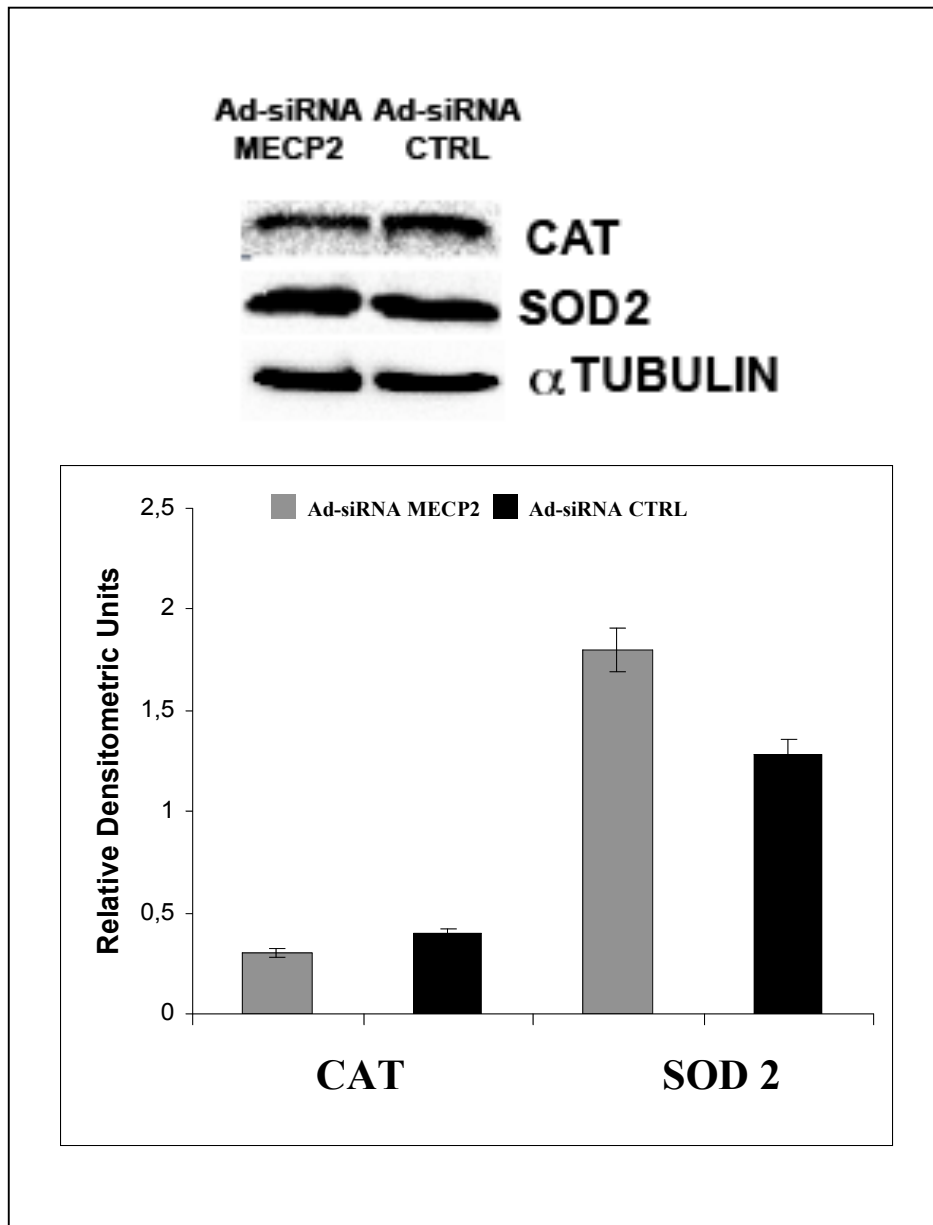 Ad-siRNA Ad-siRNA
MECP2 CTRL
CAT
SOD2
α TUBULIN
Ad-siRNA MECP2 Ad-siRNA CTRL
Relative Densitometric Units
2,5
2
1,5
1
0,5
0
CAT SOD 2